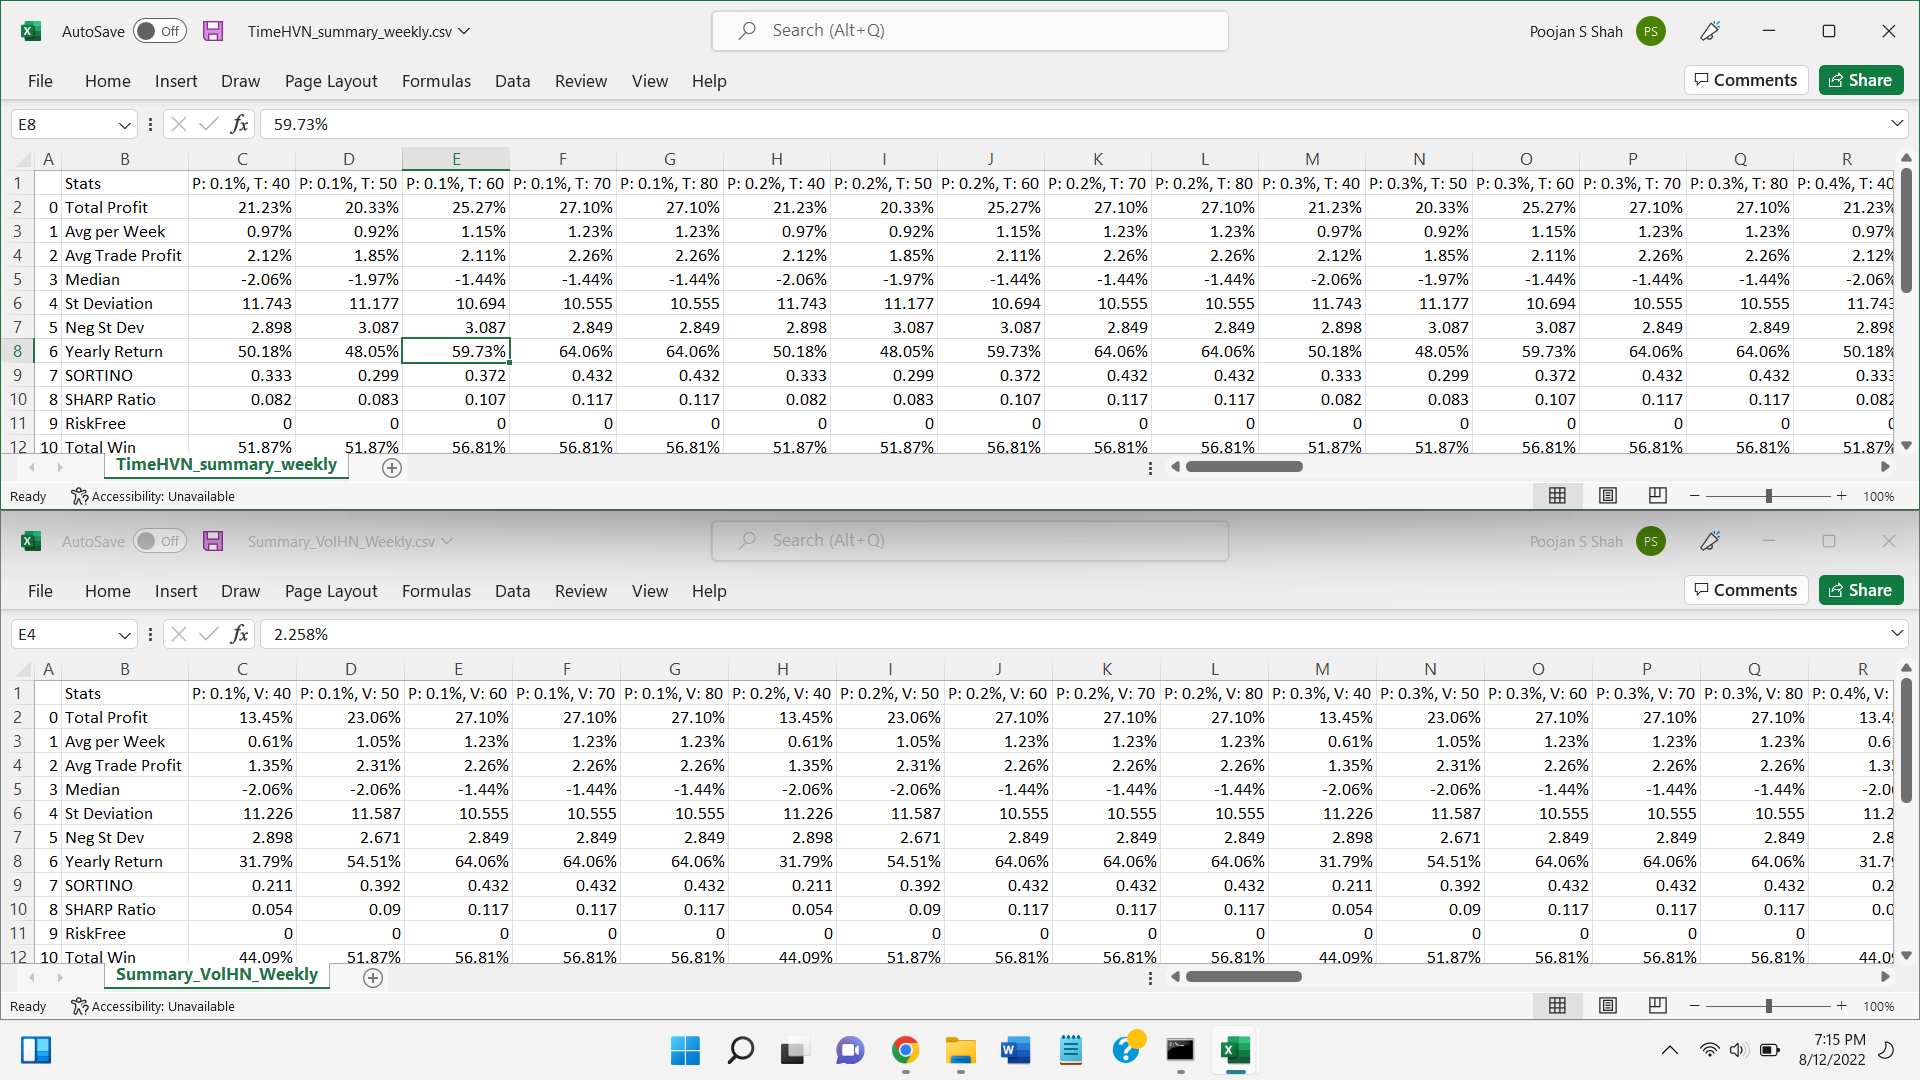 AutoSave Off TimeHVN_summary_weekly.csv Search (Alt+Q) Poojan S Shah PS
File Home Insert Draw Page Layout Formulas Data Review View Help Comments Share
E8 fx 59.73%
A B C D E F G H I J K L M N O P Q R
1 Stats P: 0.1%, T: 40 P: 0.1%, T: 50 P: 0.1%, T: 60 P: 0.1%, T: 70 P: 0.1%, T: 80 P: 0.2%, T: 40 P: 0.2%, T: 50 P: 0.2%, T: 60 P: 0.2%, T: 70 P: 0.2%, T: 80 P: 0.3%, T: 40 P: 0.3%, T: 50 P: 0.3%, T: 60 P: 0.3%, T: 70 P: 0.3%, T: 80 P: 0.4%, T: 40
2 0 Total Profit 21.23% 20.33% 25.27% 27.10% 27.10% 21.23% 20.33% 25.27% 27.10% 27.10% 21.23% 20.33% 25.27% 27.10% 27.10% 21.23%
3 1 Avg per Week 0.97% 0.92% 1.15% 1.23% 1.23% 0.97% 0.92% 1.15% 1.23% 1.23% 0.97% 0.92% 1.15% 1.23% 1.23% 0.97%
4 2 Avg Trade Profit 2.12% 1.85% 2.11% 2.26% 2.26% 2.12% 1.85% 2.11% 2.26% 2.26% 2.12% 1.85% 2.11% 2.26% 2.26% 2.12%
5 3 Median -2.06% -1.97% -1.44% -1.44% -1.44% -2.06% -1.97% -1.44% -1.44% -1.44% -2.06% -1.97% -1.44% -1.44% -1.44% -2.06%
6 4 St Deviation 11.743 11.177 10.694 10.555 10.555 11.743 11.177 10.694 10.555 10.555 11.743 11.177 10.694 10.555 10.555 11.743
7 5 Neg St Dev 2.898 3.087 3.087 2.849 2.849 2.898 3.087 3.087 2.849 2.849 2.898 3.087 3.087 2.849 2.849 2.898
8 6 Yearly Return 50.18% 48.05% 59.73% 64.06% 64.06% 50.18% 48.05% 59.73% 64.06% 64.06% 50.18% 48.05% 59.73% 64.06% 64.06% 50.18%
9 7 SORTINO 0.333 0.299 0.372 0.432 0.432 0.333 0.299 0.372 0.432 0.432 0.333 0.299 0.372 0.432 0.432 0.333
10 8 SHARP Ratio 0.082 0.083 0.107 0.117 0.117 0.082 0.083 0.107 0.117 0.117 0.082 0.083 0.107 0.117 0.117 0.082
11 9 RiskFree 0 0 0 0 0 0 0 0 0 0 0 0 0 0 0 0
12 10 Total Win 51.87% 51.87% 56.81% 56.81% 56.81% 51.87% 51.87% 56.81% 56.81% 56.81% 51.87% 51.87% 56.81% 56.81% 56.81% 51.87%
TimeHVN_summary_weekly
Ready Accessibility: Unavailable 100%
AutoSave Off Summary_VolHN_Weekly.csv Search (Alt+Q) Poojan S Shah PS
File Home Insert Draw Page Layout Formulas Data Review View Help Comments Share
E4 fx 2.258%
A B C D E F G H I J K L M N O P Q R
1 Stats P: 0.1%, V: 40 P: 0.1%, V: 50 P: 0.1%, V: 60 P: 0.1%, V: 70 P: 0.1%, V: 80 P: 0.2%, V: 40 P: 0.2%, V: 50 P: 0.2%, V: 60 P: 0.2%, V: 70 P: 0.2%, V: 80 P: 0.3%, V: 40 P: 0.3%, V: 50 P: 0.3%, V: 60 P: 0.3%, V: 70 P: 0.3%, V: 80 P: 0.4%, V:
2 0 Total Profit 13.45% 23.06% 27.10% 27.10% 27.10% 13.45% 23.06% 27.10% 27.10% 27.10% 13.45% 23.06% 27.10% 27.10% 27.10% 13.4
3 1 Avg per Week 0.61% 1.05% 1.23% 1.23% 1.23% 0.61% 1.05% 1.23% 1.23% 1.23% 0.61% 1.05% 1.23% 1.23% 1.23% 0.6
4 2 Avg Trade Profit 1.35% 2.31% 2.26% 2.26% 2.26% 1.35% 2.31% 2.26% 2.26% 2.26% 1.35% 2.31% 2.26% 2.26% 2.26% 1.3
5 3 Median -2.06% -2.06% -1.44% -1.44% -1.44% -2.06% -2.06% -1.44% -1.44% -1.44% -2.06% -2.06% -1.44% -1.44% -1.44% -2.0
6 4 St Deviation 11.226 11.587 10.555 10.555 10.555 11.226 11.587 10.555 10.555 10.555 11.226 11.587 10.555 10.555 10.555 11.2
7 5 Neg St Dev 2.898 2.671 2.849 2.849 2.849 2.898 2.671 2.849 2.849 2.849 2.898 2.671 2.849 2.849 2.849 2.8
8 6 Yearly Return 31.79% 54.51% 64.06% 64.06% 64.06% 31.79% 54.51% 64.06% 64.06% 64.06% 31.79% 54.51% 64.06% 64.06% 64.06% 31.7
9 7 SORTINO 0.211 0.392 0.432 0.432 0.432 0.211 0.392 0.432 0.432 0.432 0.211 0.392 0.432 0.432 0.432 0.2
10 8 SHARP Ratio 0.054 0.09 0.117 0.117 0.117 0.054 0.09 0.117 0.117 0.117 0.054 0.09 0.117 0.117 0.117 0.0
11 9 RiskFree 0 0 0 0 0 0 0 0 0 0 0 0 0 0 0
12 10 Total Win 44.09% 51.87% 56.81% 56.81% 56.81% 44.09% 51.87% 56.81% 56.81% 56.81% 44.09% 51.87% 56.81% 56.81% 56.81% 44.0
Summary_VolHN_Weekly
Ready Accessibility: Unavailable 100%
7:15 PM
8/12/2022